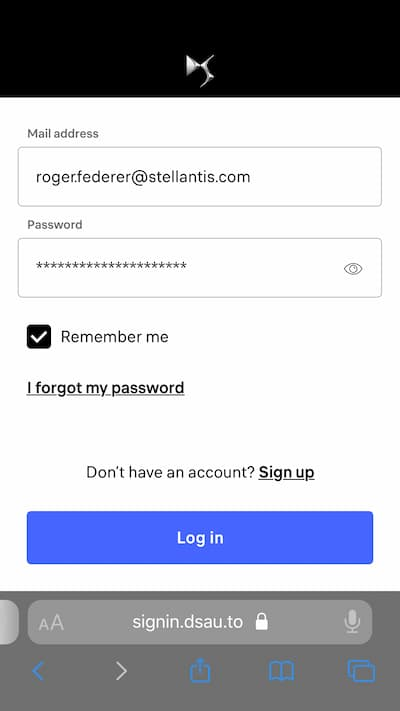 Mail address
roger.federer@stellantis.com
Password
*********************
Remember me
I forgot my password
Don't have an account? Sign up
Log in
AA signin.dsau.to